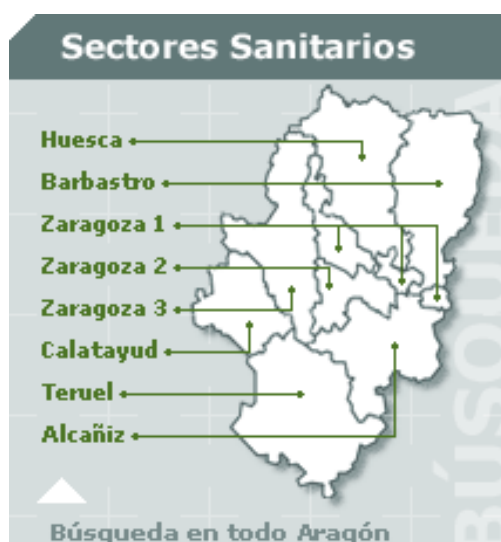 Sectores Sanitarios
Huesca
Barbastro
Zaragoza 1
Zaragoza 2
Zaragoza 3
Calatayud
Teruel
Alcañiz
Búsqueda en todo Aragón